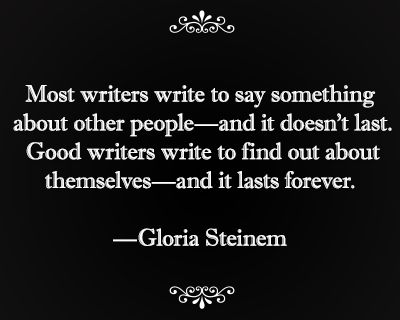 Most writers write to say something
about other people—and it doesn't last.
Good writers write to find out about
themselves—and it lasts forever.
—Gloria Steinem